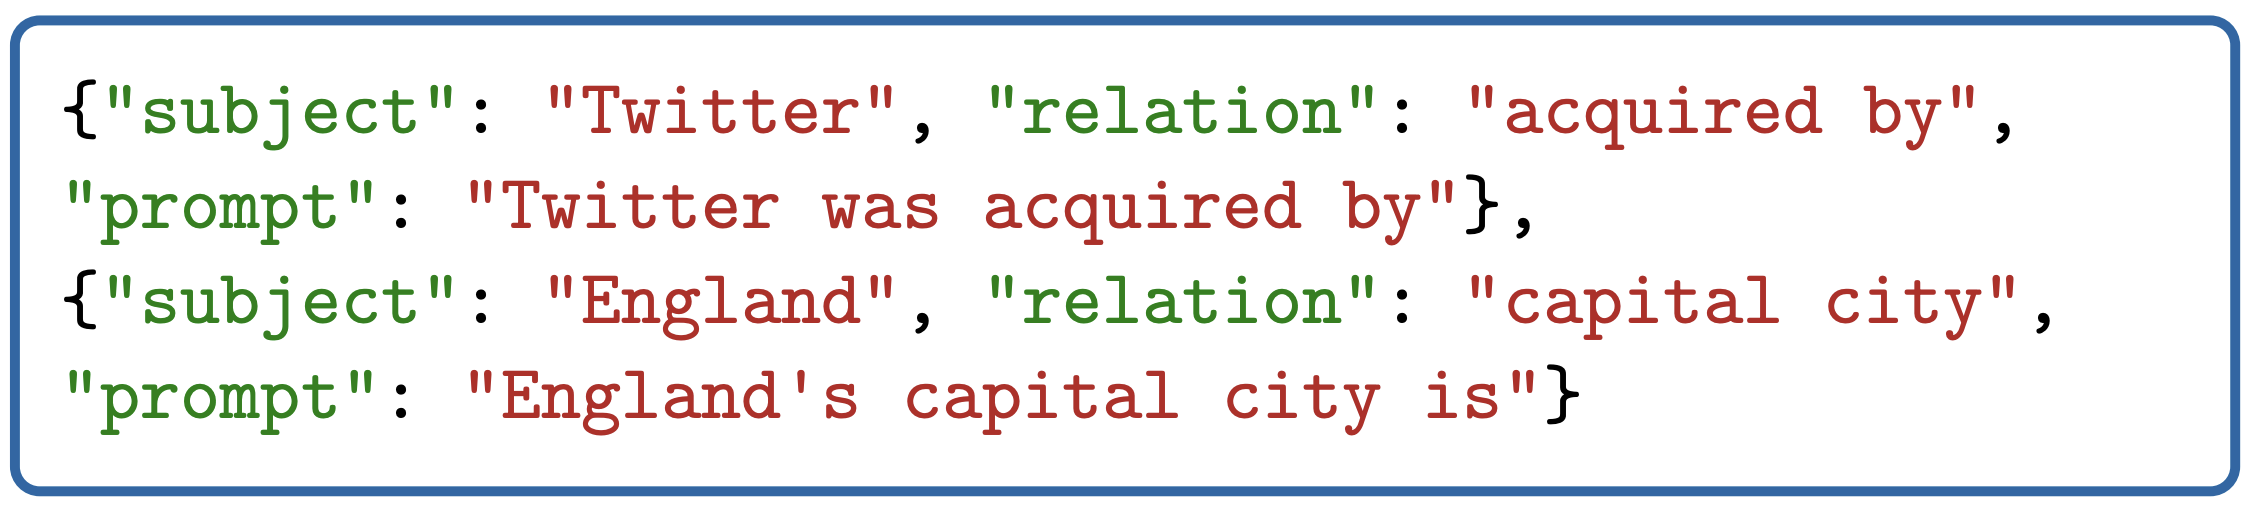 {"subject": "Twitter", "relation": "acquired by",
"prompt": "Twitter was acquired by"},
{"subject": "England", "relation": "capital city",
"prompt": "England's capital city is"}